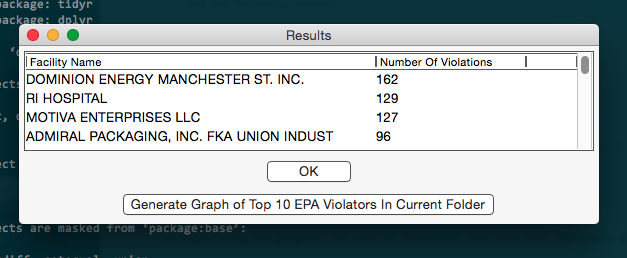 package: tidyr
package: dplyr
Results
Facility Name Number Of Violations
DOMINION ENERGY MANCHESTER ST. INC. 162
RI HOSPITAL 129
MOTIVA ENTERPRISES LLC 127
ADMIRAL PACKAGING, INC. FKA UNION INDUST 96
OK
Generate Graph of Top 10 EPA Violators In Current Folder
ects are masked from ‘package:base’: